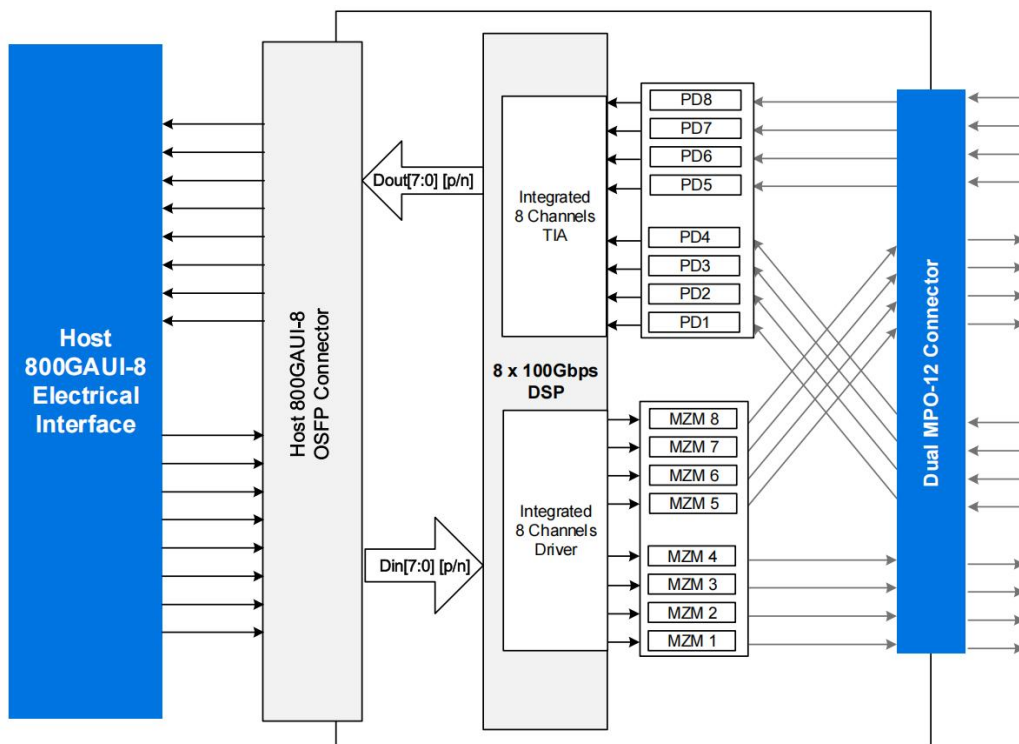 Host
800GAUI-8
Electrical
Interface
Host 800GAUI-8
OSFP Connector
Dout[7:0] [p/n]
Din[7:0] [p/n]
Integrated
8 Channels
TIA
8 x 100Gbps
DSP
Integrated
8 Channels
Driver
PD8
PD7
PD6
PD5
PD4
PD3
PD2
PD1
MZM 8
MZM 7
MZM 6
MZM 5
MZM 4
MZM 3
MZM 2
MZM 1
Dual MPO-12 Connector